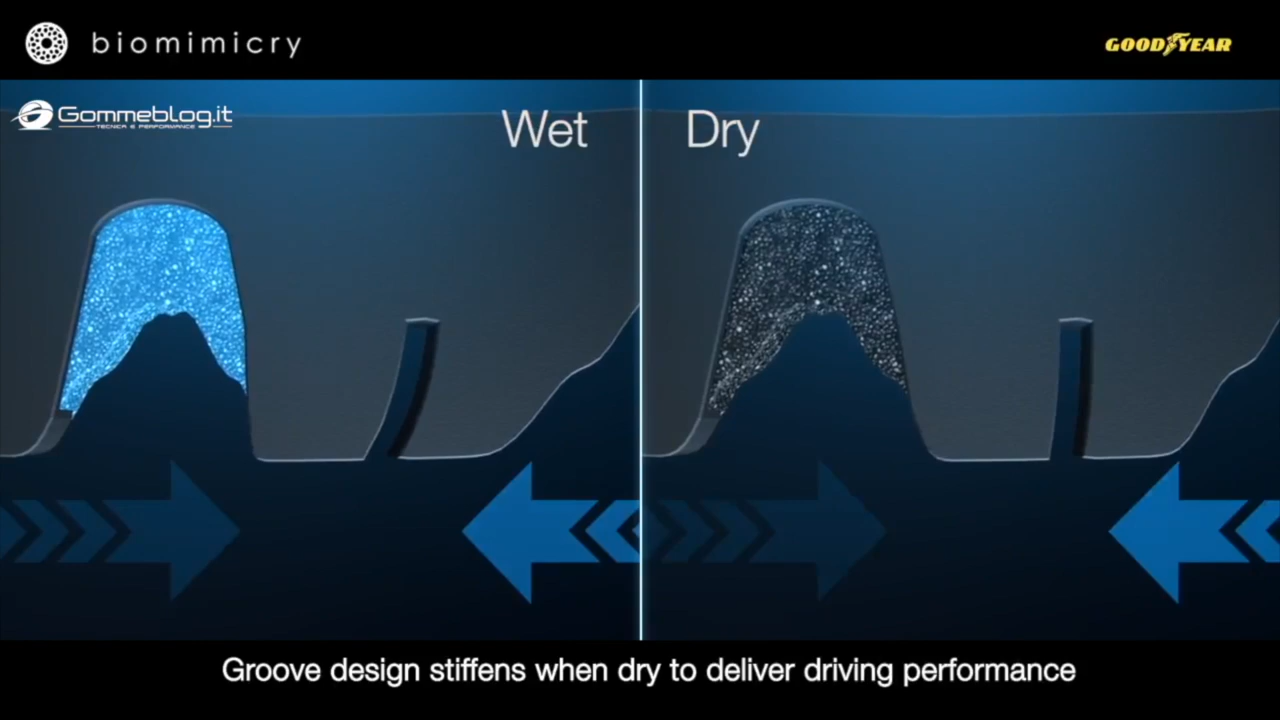 biomimicry
GOODYEAR
Gommeblog.it
TECNICA E PERFORMANCE
Wet
Dry
Groove design stiffens when dry to deliver driving performance